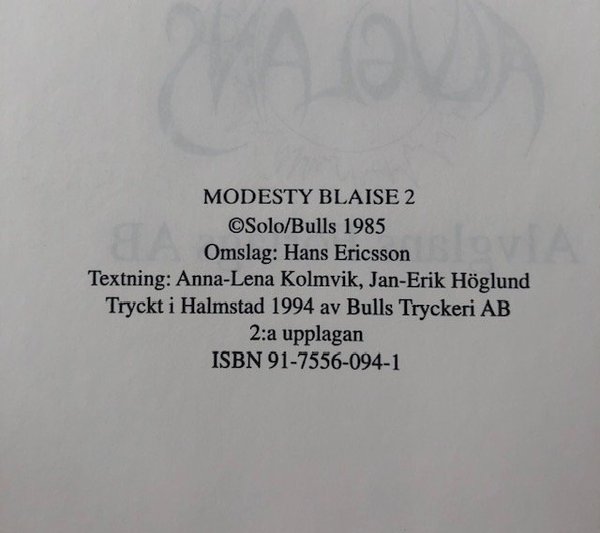 MODESTY BLAISE 2
©Solo/Bulls 1985
Omslag: Hans Ericsson
Textning: Anna-Lena Kolmvik, Jan-Erik Höglund
Tryckt i Halmstad 1994 av Bulls Tryckeri AB
2:a upplagan
ISBN 91-7556-094-1